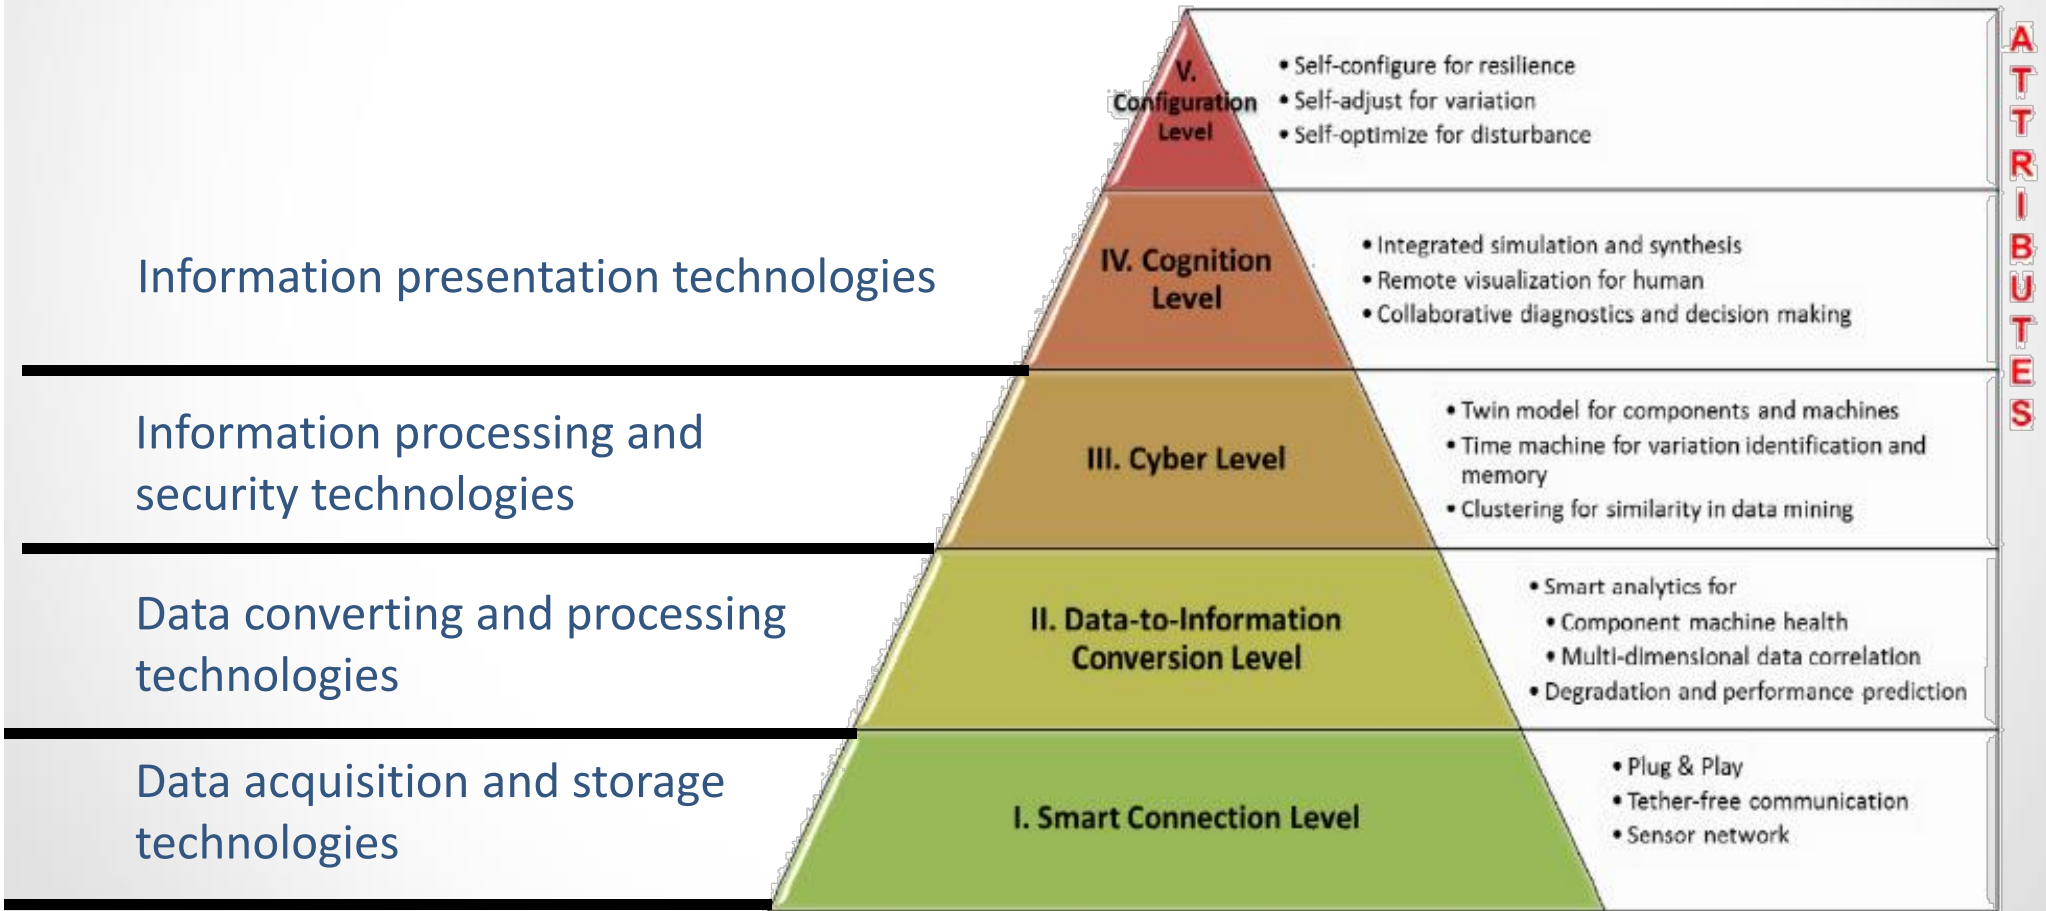 V.
Configuration
Level
• Self-configure for resilience
• Self-adjust for variation
• Self-optimize for disturbance
Information presentation technologies
IV. Cognition
Level
• Integrated simulation and synthesis
• Remote visualization for human
• Collaborative diagnostics and decision making
Information processing and
security technologies
III. Cyber Level
• Twin model for components and machines
• Time machine for variation identification and
memory
• Clustering for similarity in data mining
Data converting and processing
technologies
II. Data-to-Information
Conversion Level
• Smart analytics for
• Component machine health
• Multi-dimensional data correlation
• Degradation and performance prediction
Data acquisition and storage
technologies
I. Smart Connection Level
• Plug & Play
• Tether-free communication
• Sensor network
ATTRIBUTES